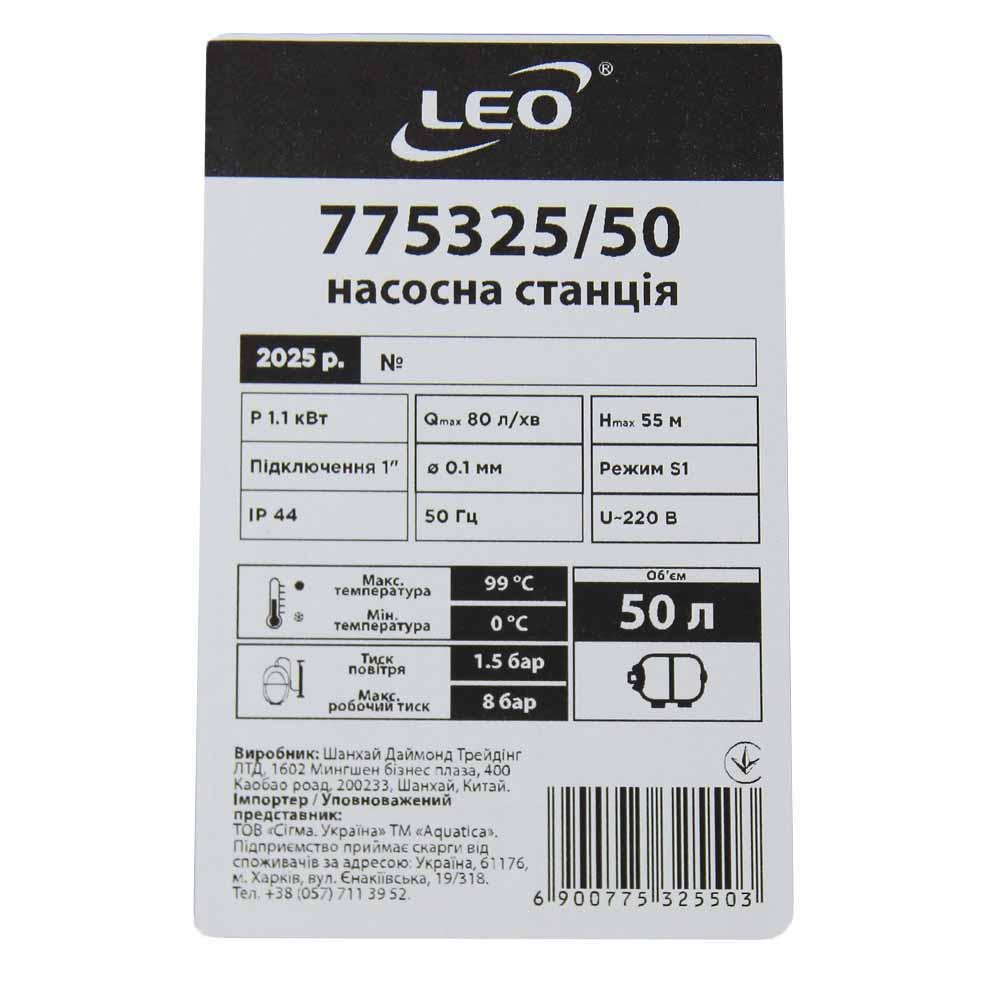 LEO®
775325/50
насосна станція
2025 р. №
P 1.1 кВт Qmax 80 л/хв Hmax 55 м
Підключення 1" ø 0.1 мм Режим S1
IP 44 50 Гц U~220 В
Макс. температура 99 °C
Мін. температура 0 °C
Об'єм
50 л
Тиск повітря 1.5 бар
Макс. робочий тиск 8 бар
Виробник: Шанхай Даймонд Трейдінг
ЛТД, 1602 Мингшен бізнес плаза, 400
Каобао роад, 200233, Шанхай, Китай.
Імпортер / Уповноважений
представник:
ТОВ «Сігма. Україна» ТМ «Aquatica».
Підприємство приймає скарги від
споживачів за адресою: Україна, 61176,
м. Харків, вул. Єнакіївська, 19/318.
Тел. +38 (057) 711 39 52.
6 900775 325503